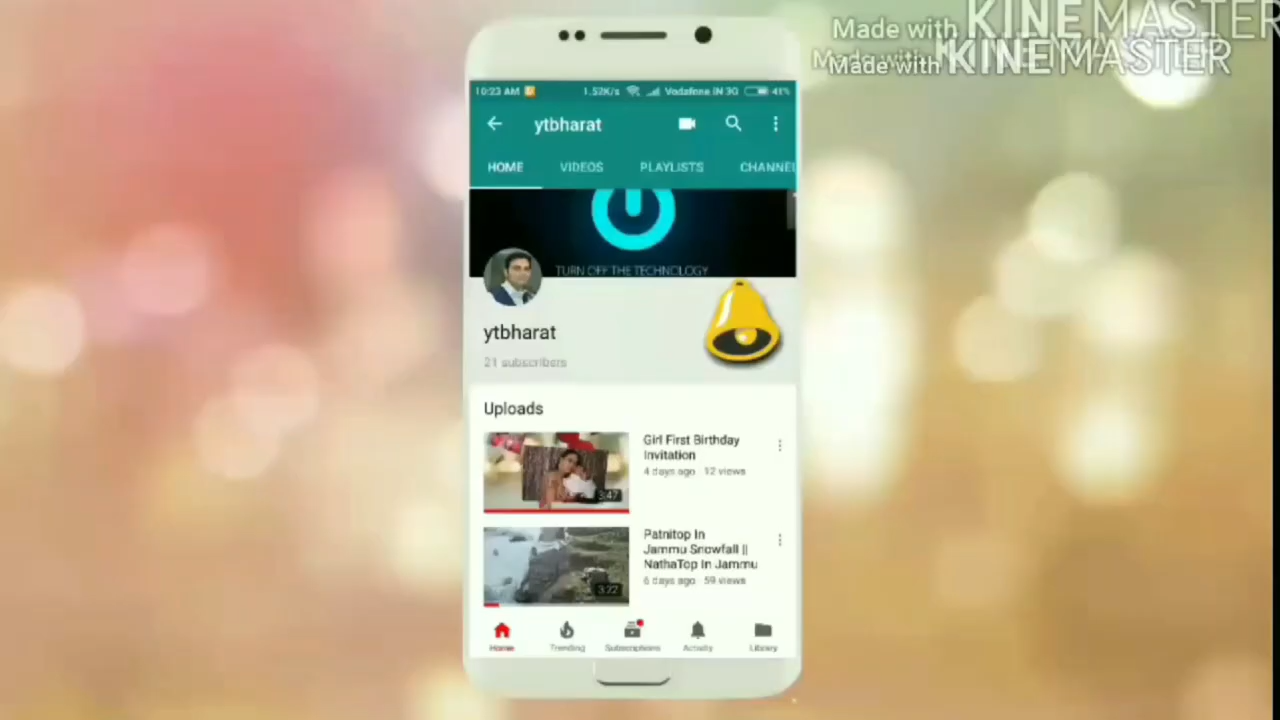 Made with KINEMASTER
Made with KINEMASTER
10:23 AM 1.52K/s Vodafone IN 3G 41%
ytbharat
HOME VIDEOS PLAYLISTS CHANNEL
TURN OFF THE TECHNOLOGY
ytbharat
21 subscribers
Uploads
Girl First Birthday
Invitation
4 days ago · 12 views
3:47
Patnitop In
Jammu Snowfall ||
NathaTop In Jammu
6 days ago · 59 views
3:22
Home Trending Subscriptions Activity Library